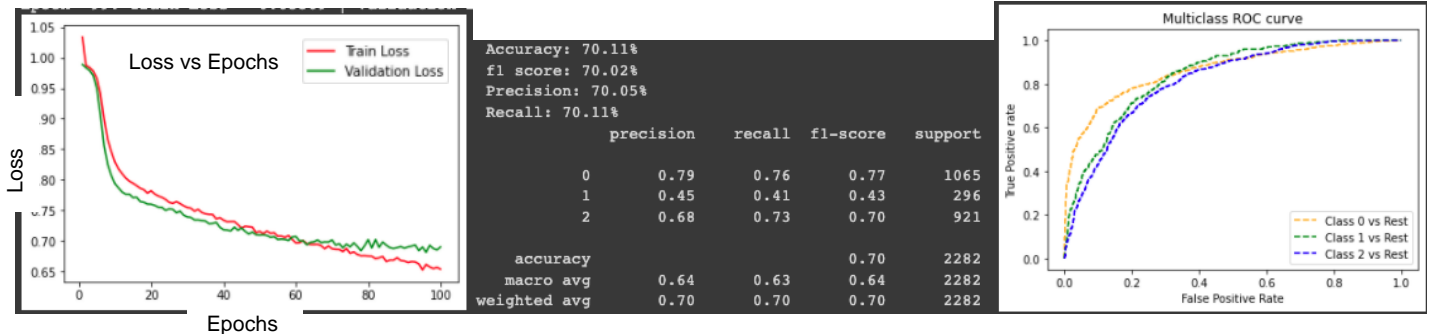 Loss vs Epochs
Train Loss
Validation Loss
1.05
1.00
0.95
.90
.85
.80
0.75
0.70
0.65
0 20 40 60 80 100
Loss
Epochs
Accuracy: 70.11%
f1 score: 70.02%
Precision: 70.05%
Recall: 70.11%
precision recall f1-score support
0 0.79 0.76 0.77 1065
1 0.45 0.41 0.43 296
2 0.68 0.73 0.70 921
accuracy 0.70 2282
macro avg 0.64 0.63 0.64 2282
weighted avg 0.70 0.70 0.70 2282
Multiclass ROC curve
1.0
0.8
0.6
0.4
0.2
0.0
True Positive rate
Class 0 vs Rest
Class 1 vs Rest
Class 2 vs Rest
0.0 0.2 0.4 0.6 0.8 1.0
False Positive Rate